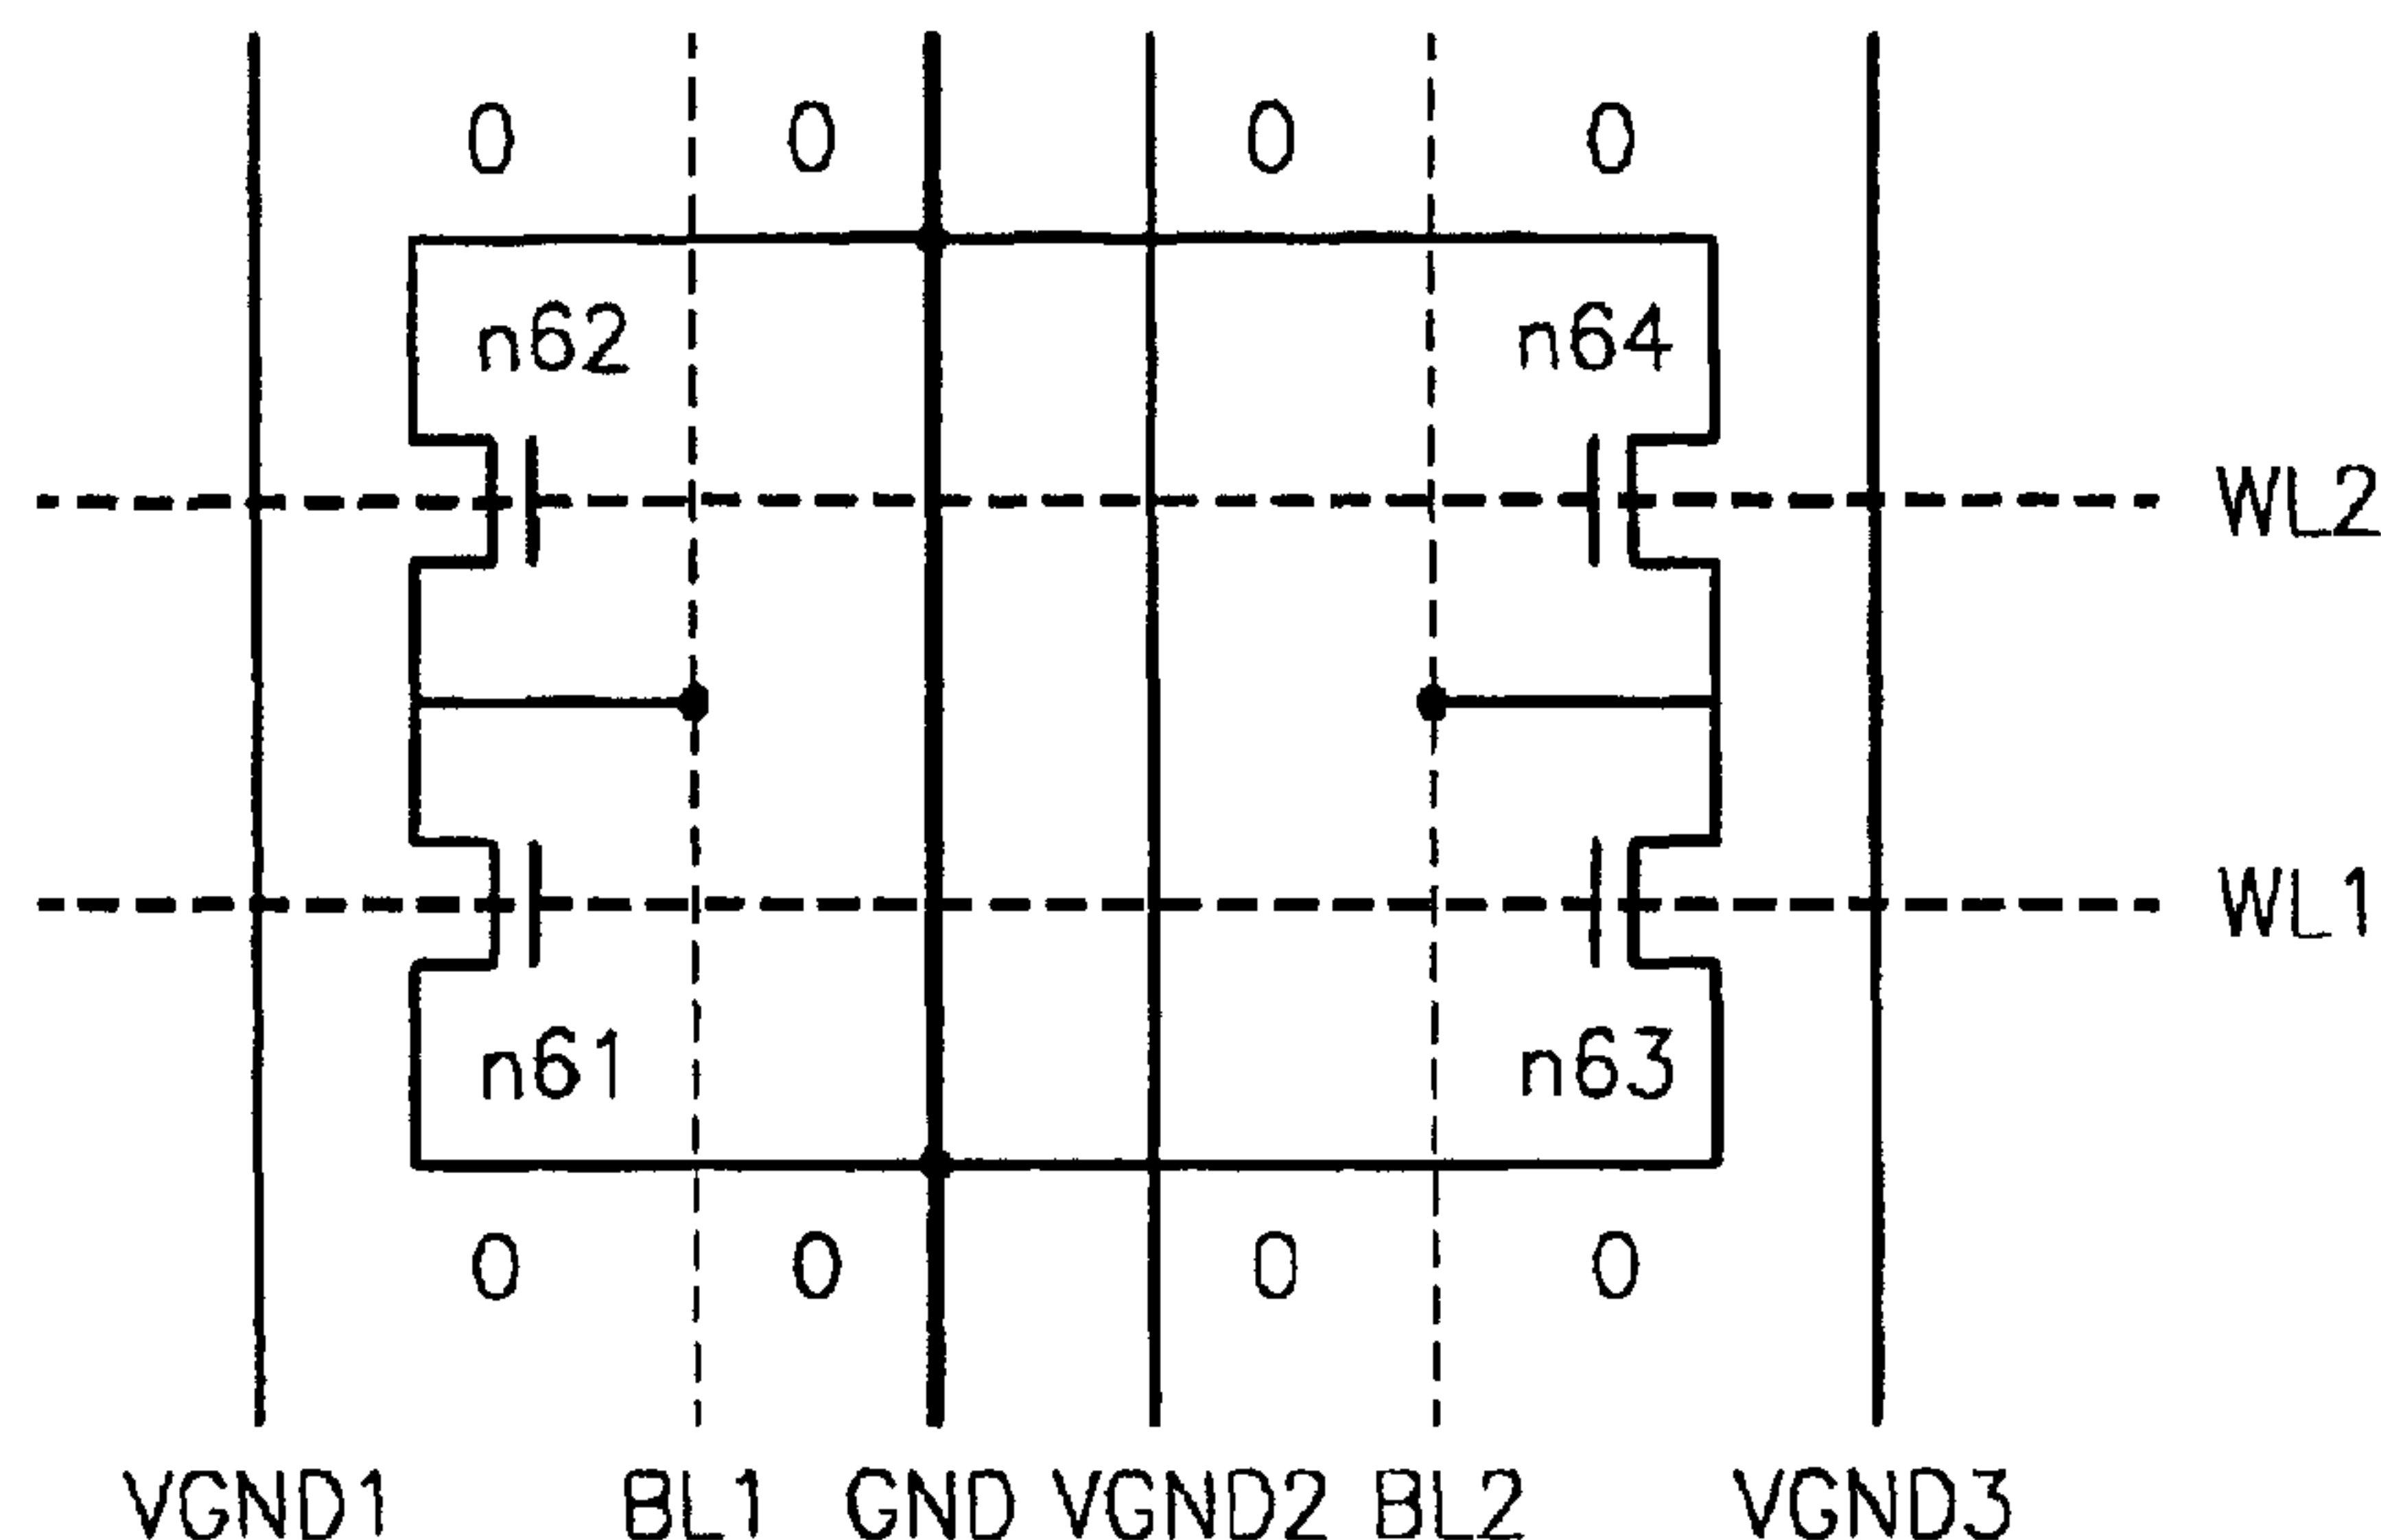 0 0 0 0
n62 n64
WL2
WL1
n61 n63
0 0 0 0
VGND1 BL1 GND VGND2 BL2 VGND3